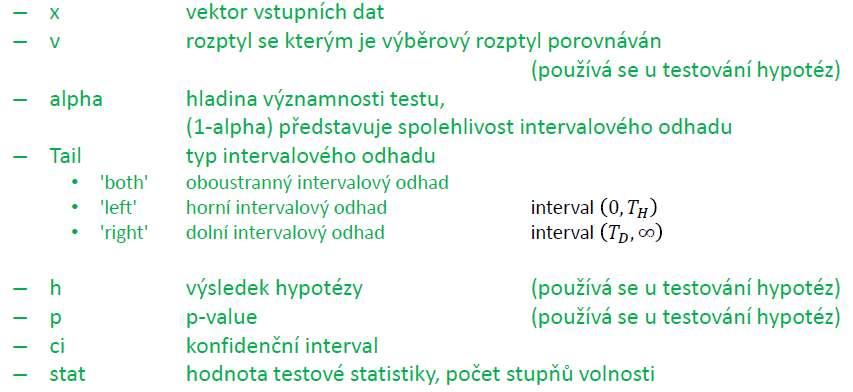 – x vektor vstupních dat
– v rozptyl se kterým je výběrový rozptyl porovnáván
(používá se u testování hypotéz)
– alpha hladina významnosti testu,
(1-alpha) představuje spolehlivost intervalového odhadu
– Tail typ intervalového odhadu
• 'both' oboustranný intervalový odhad
• 'left' horní intervalový odhad interval (0, T_H)
• 'right' dolní intervalový odhad interval (T_D, ∞)
– h výsledek hypotézy (používá se u testování hypotéz)
– p p-value (používá se u testování hypotéz)
– ci konfidenční interval
– stat hodnota testové statistiky, počet stupňů volnosti